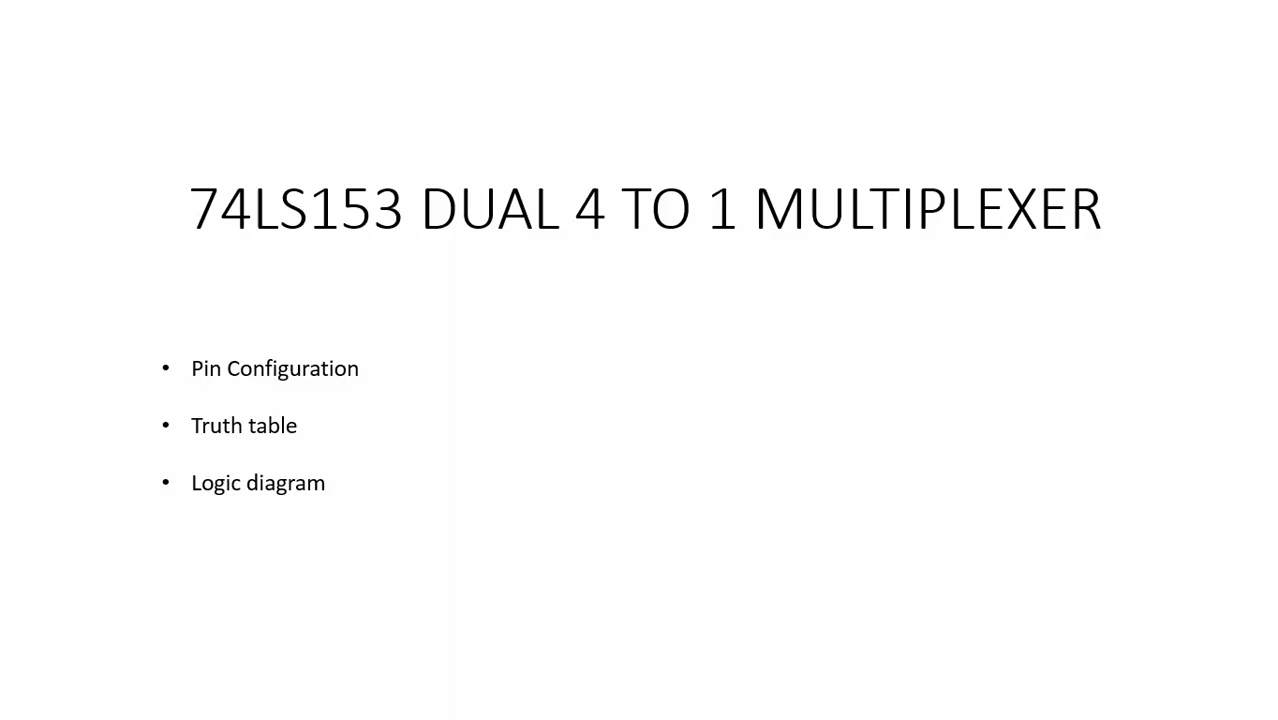 74LS153 DUAL 4 TO 1 MULTIPLEXER
• Pin Configuration
• Truth table
• Logic diagram